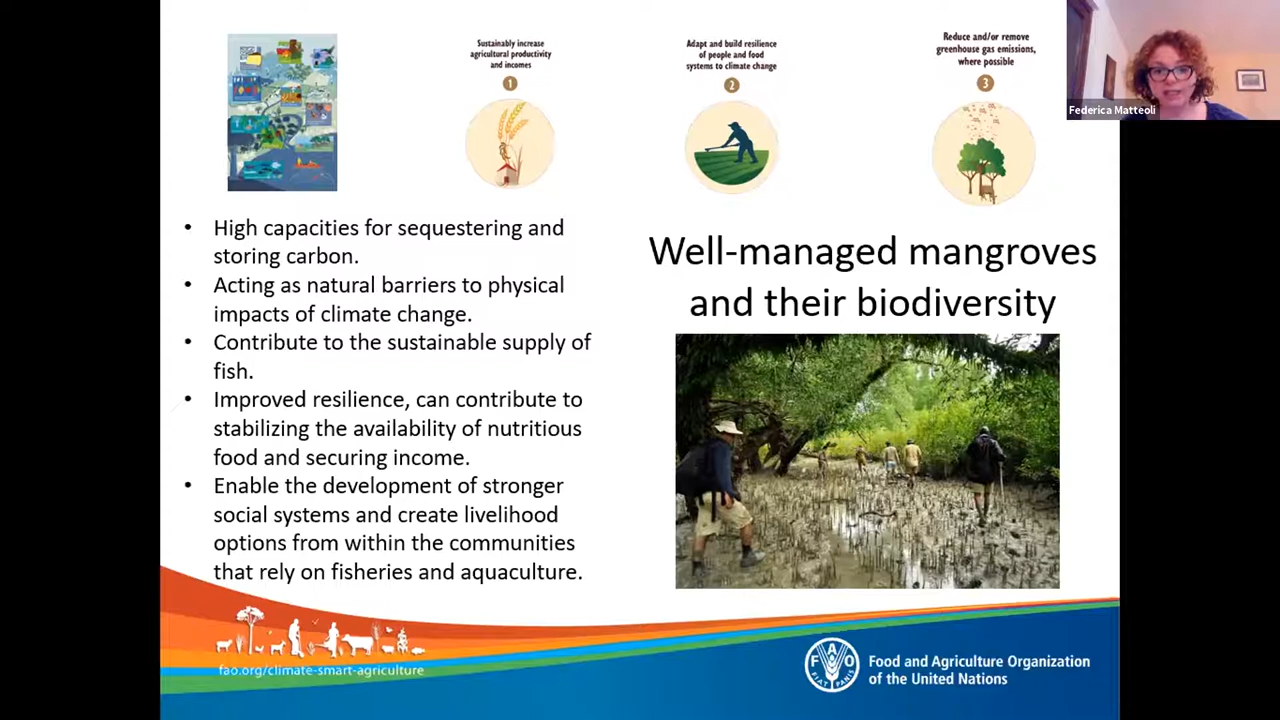 Sustainably increase
agricultural productivity
and incomes
1
Adapt and build resilience
of people and food
systems to climate change
2
Reduce and/or remove
greenhouse gas emissions,
where possible
3
Federica Matteoli
• High capacities for sequestering and
storing carbon.
• Acting as natural barriers to physical
impacts of climate change.
• Contribute to the sustainable supply of
fish.
• Improved resilience, can contribute to
stabilizing the availability of nutritious
food and securing income.
• Enable the development of stronger
social systems and create livelihood
options from within the communities
that rely on fisheries and aquaculture.
Well-managed mangroves
and their biodiversity
fao.org/climate-smart-agriculture
F A O
FIAT PANIS
Food and Agriculture Organization
of the United Nations